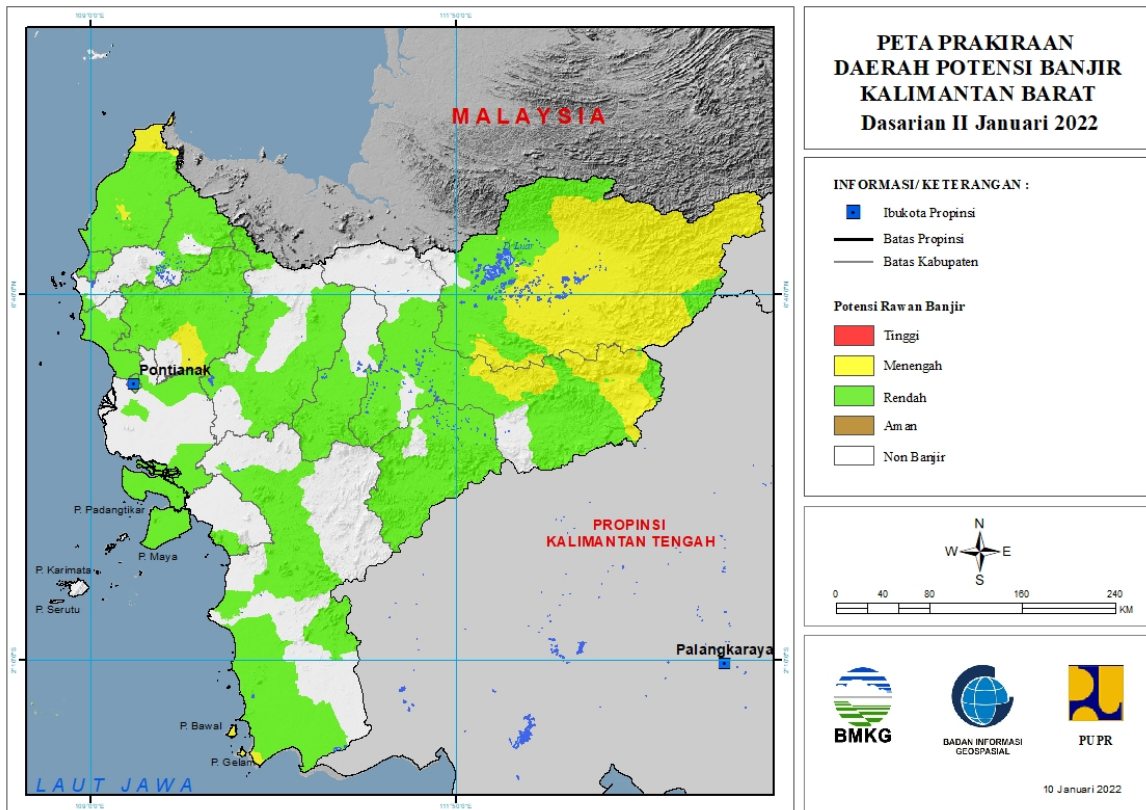 PETA PRAKIRAAN
DAERAH POTENSI BANJIR
KALIMANTAN BARAT
Dasarian II Januari 2022
INFORMASI/ KETERANGAN :
Ibukota Propinsi
Batas Propinsi
Batas Kabupaten
Potensi Rawan Banjir
Tinggi
Menengah
Rendah
Aman
Non Banjir
N
W E
S
0 40 80 160 240
KM
BMKG
BADAN INFORMASI
GEOSPASIAL
PUPR
10 Januari 2022
MALAYSIA
Pontianak
P. Padangtikar
P. Maya
P. Karimata
P. Serutu
PROPINSI
KALIMANTAN TENGAH
Palangkaraya
P. Bawal
P. Gelam
LAUT JAWA